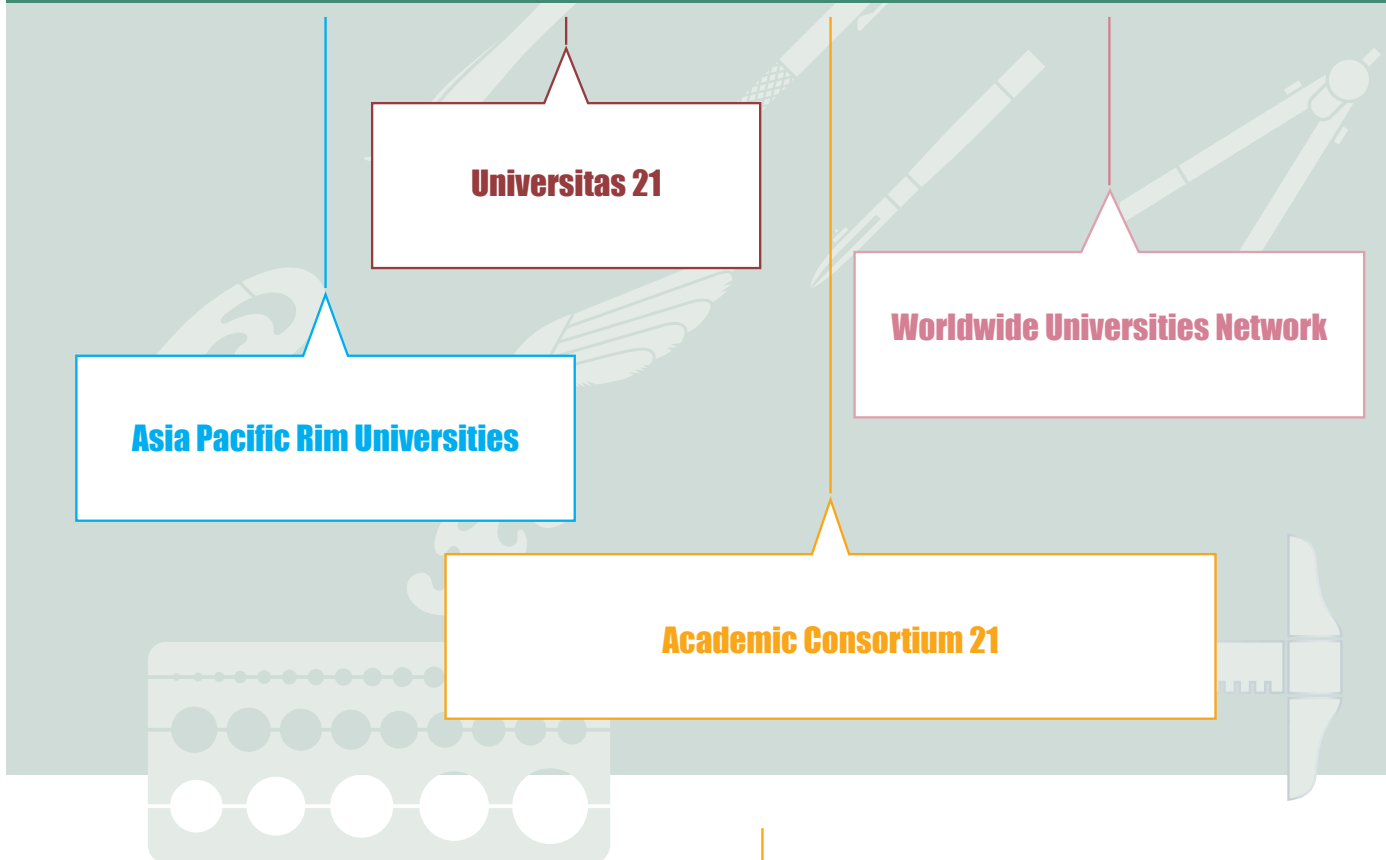 Universitas 21
Worldwide Universities Network
Asia Pacific Rim Universities
Academic Consortium 21